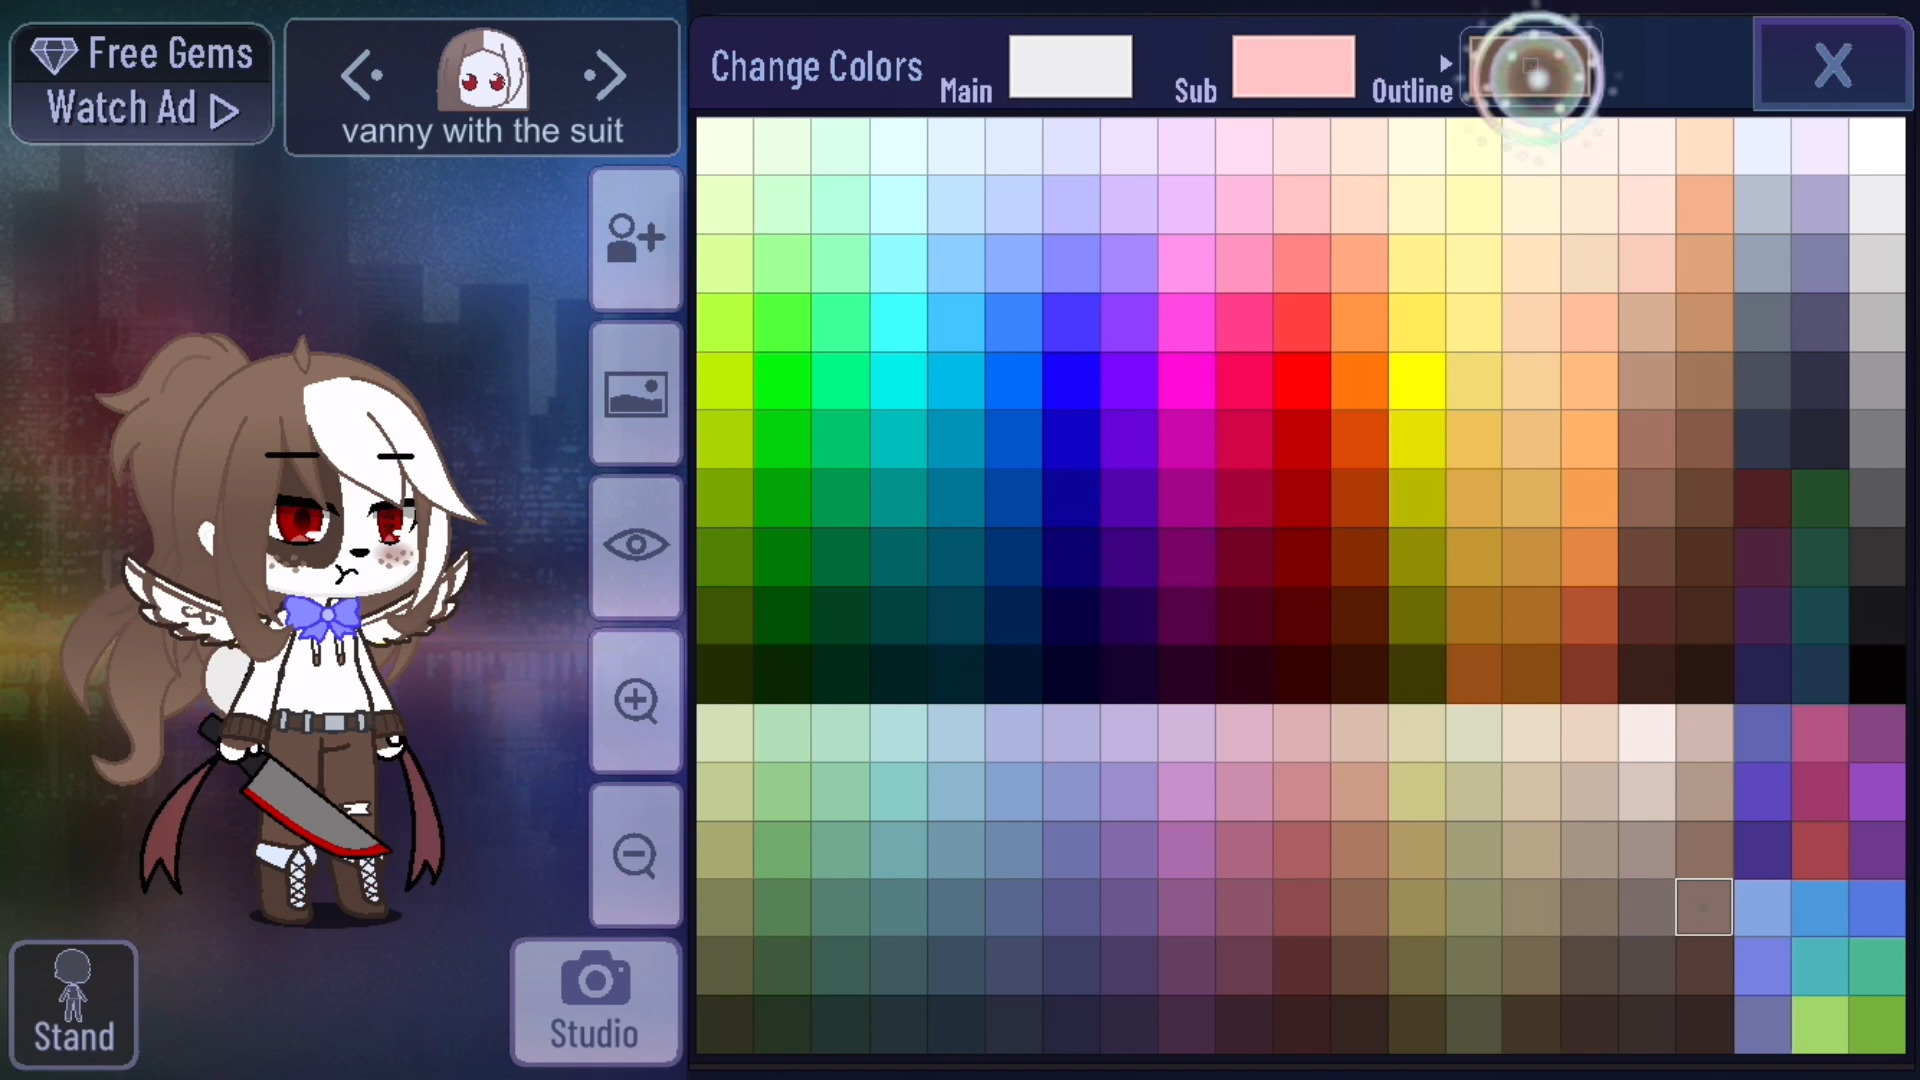 Free Gems
Watch Ad
vanny with the suit
Change Colors
Main
Sub
Outline
X
Stand
Studio